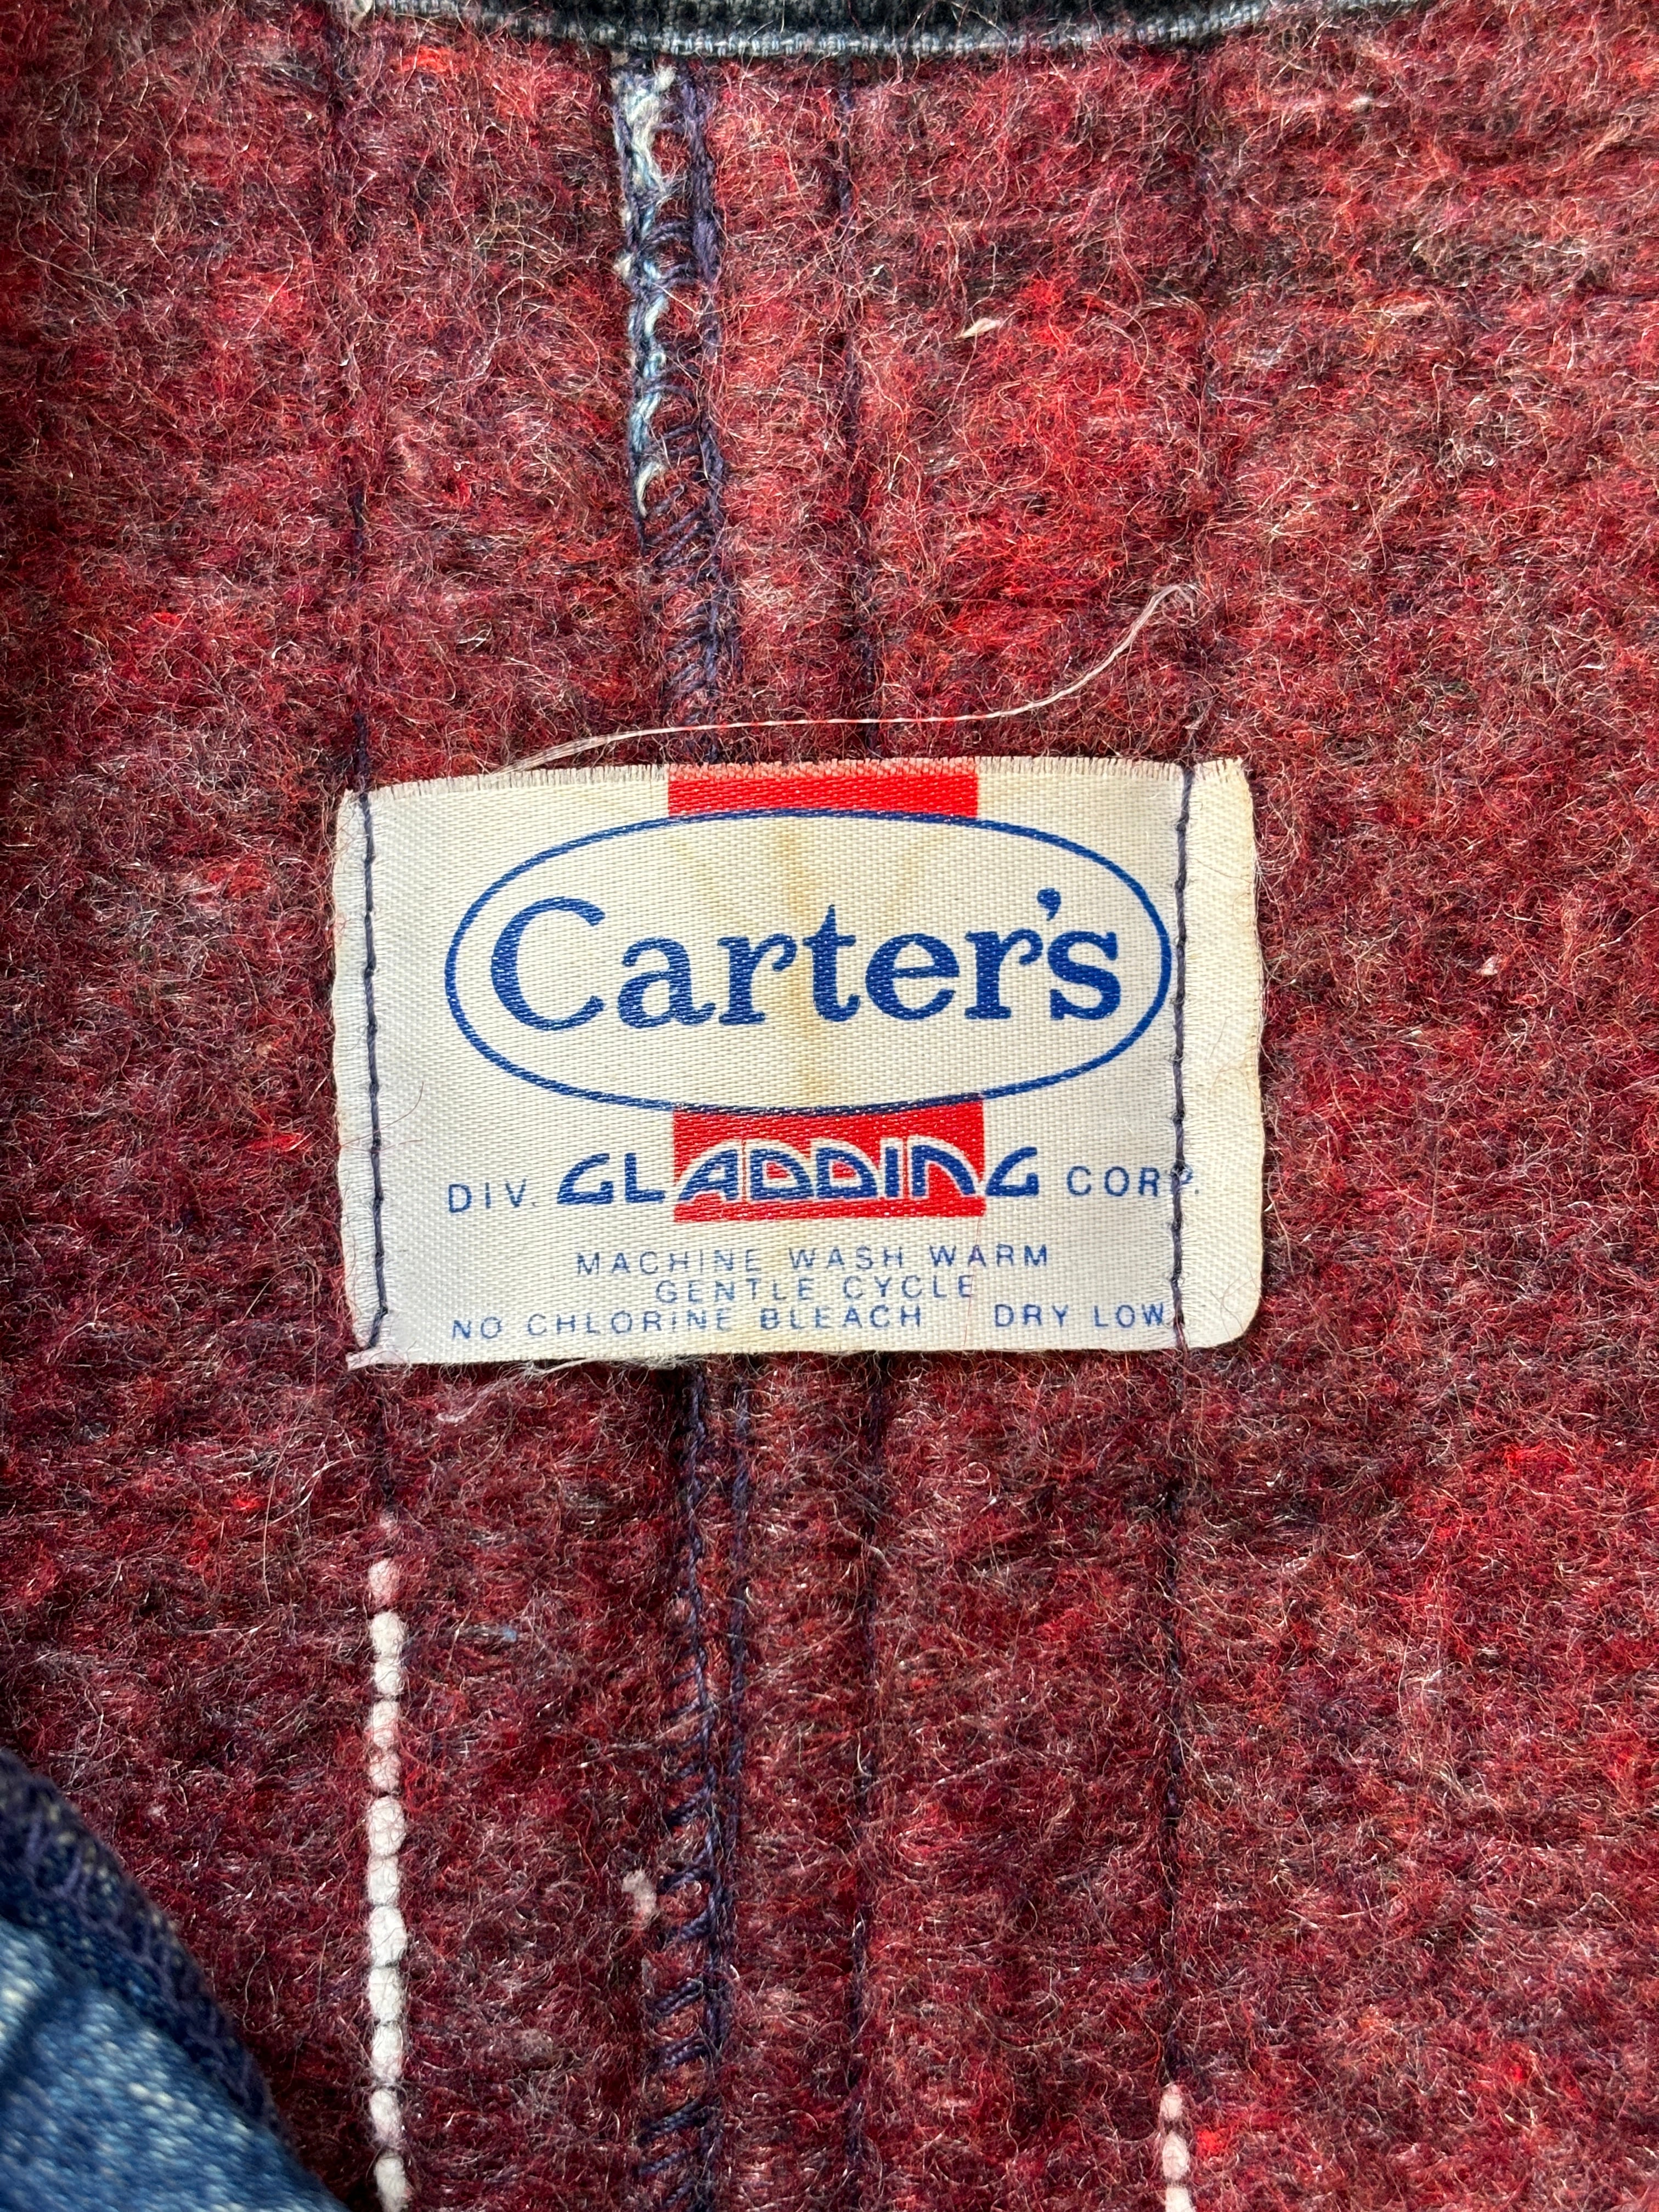 Carter's
DIV. GLADDING CORP.
MACHINE WASH WARM
GENTLE CYCLE
NO CHLORINE BLEACH DRY LOW